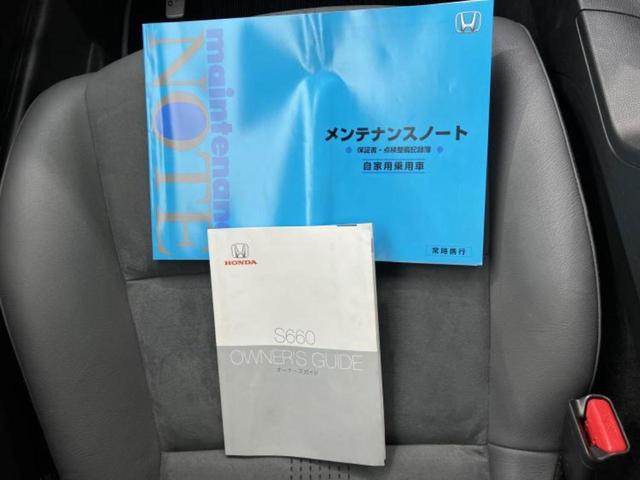 maintenance
NOTE
メンテナンスノート
保証書・点検整備記録簿
自家用乗用車
常時携行
HONDA
S660
OWNER'S GUIDE
オーナーズガイド